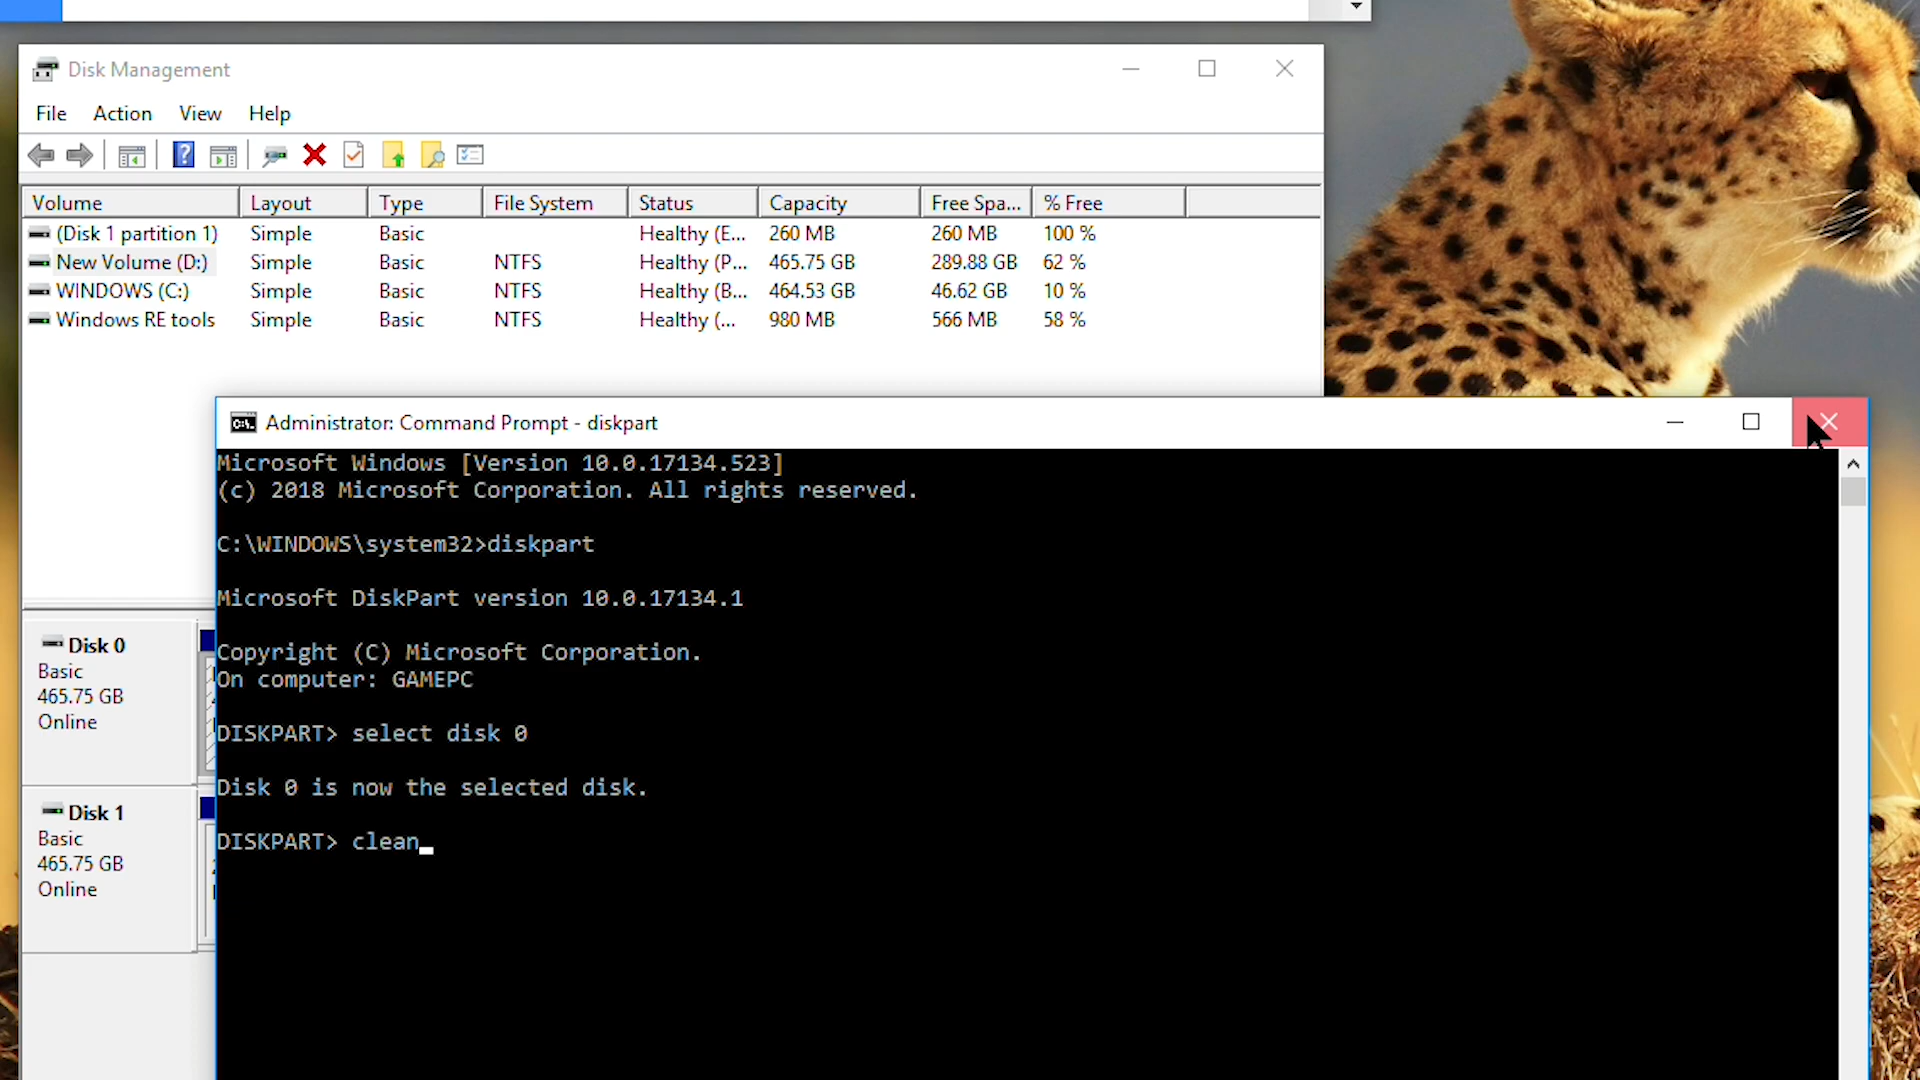 Disk Management
File Action View Help
Volume Layout Type File System Status Capacity Free Spa... % Free
(Disk 1 partition 1) Simple Basic Healthy (E... 260 MB 260 MB 100 %
New Volume (D:) Simple Basic NTFS Healthy (P... 465.75 GB 289.88 GB 62 %
WINDOWS (C:) Simple Basic NTFS Healthy (B... 464.53 GB 46.62 GB 10 %
Windows RE tools Simple Basic NTFS Healthy (... 980 MB 566 MB 58 %
Administrator: Command Prompt - diskpart
Microsoft Windows [Version 10.0.17134.523]
(c) 2018 Microsoft Corporation. All rights reserved.
C:\WINDOWS\system32>diskpart
Microsoft DiskPart version 10.0.17134.1
Copyright (C) Microsoft Corporation.
On computer: GAMEPC
DISKPART> select disk 0
Disk 0 is now the selected disk.
DISKPART> clean
Disk 0
Basic
465.75 GB
Online
Disk 1
Basic
465.75 GB
Online